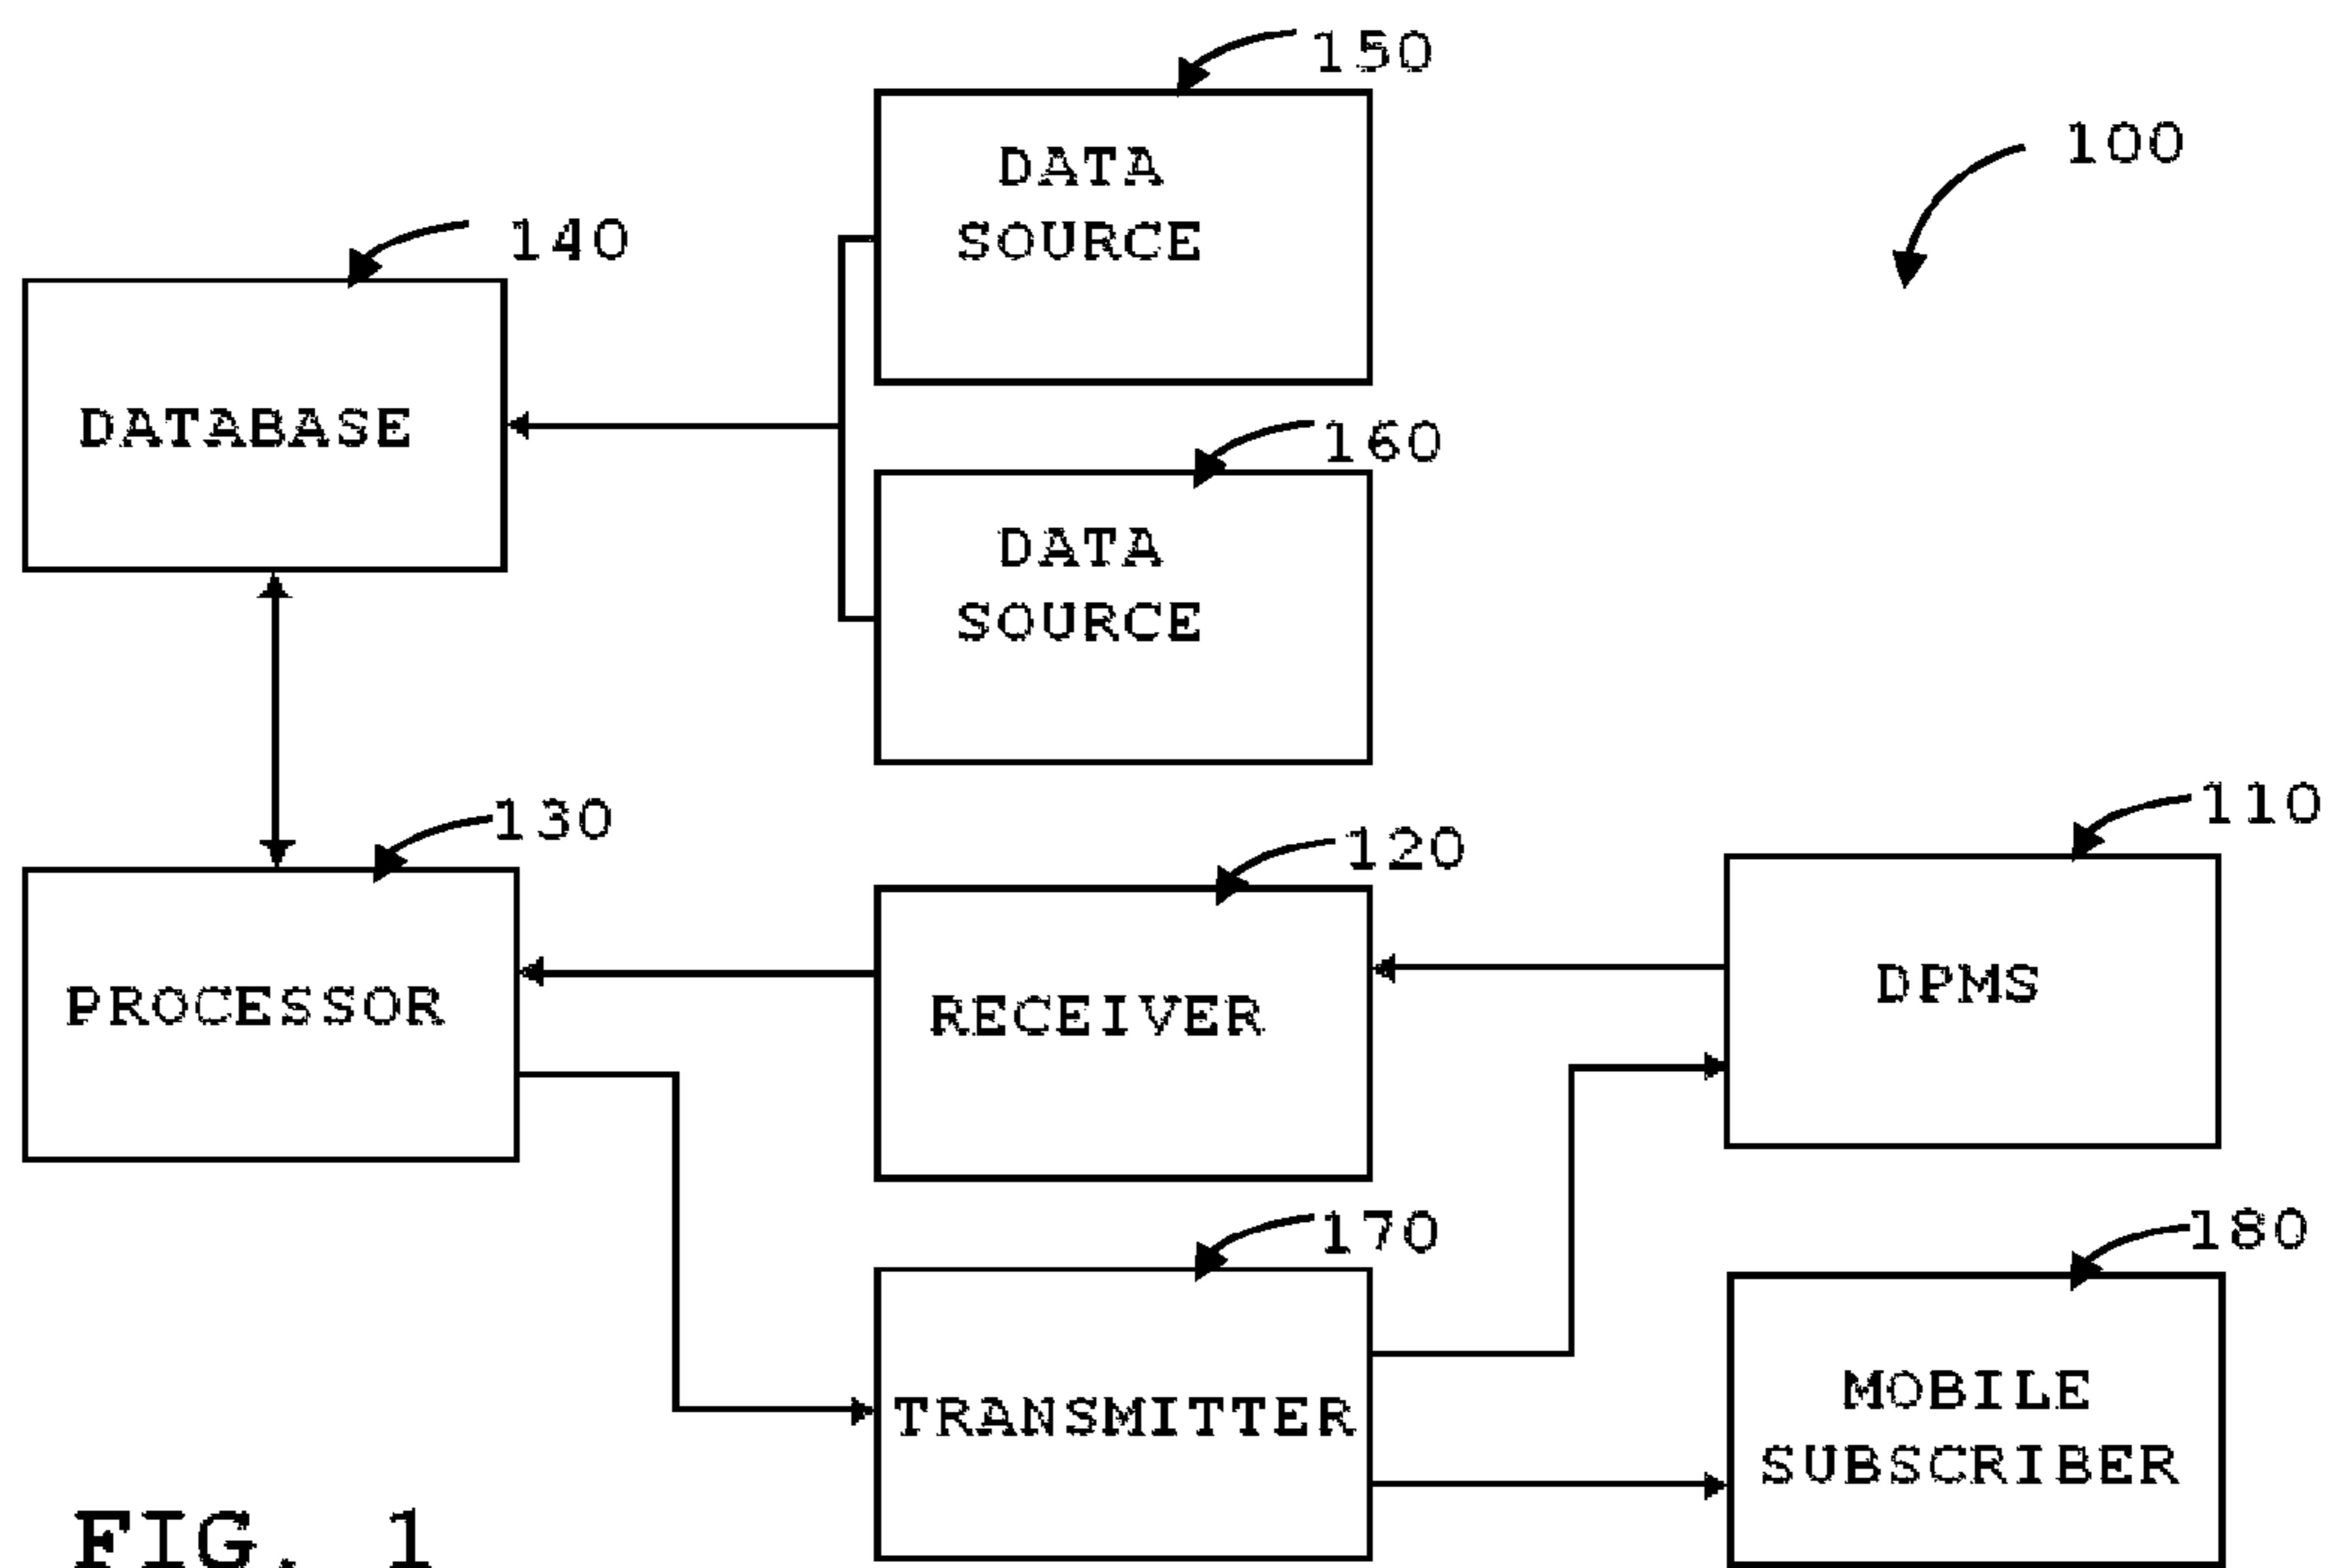 150
DATA
SOURCE
100
140
DATABASE
160
DATA
SOURCE
130
PROCESSOR
120
RECEIVER
110
DPMS
170
TRANSMITTER
180
MOBILE
SUBSCRIBER
FIG. 1